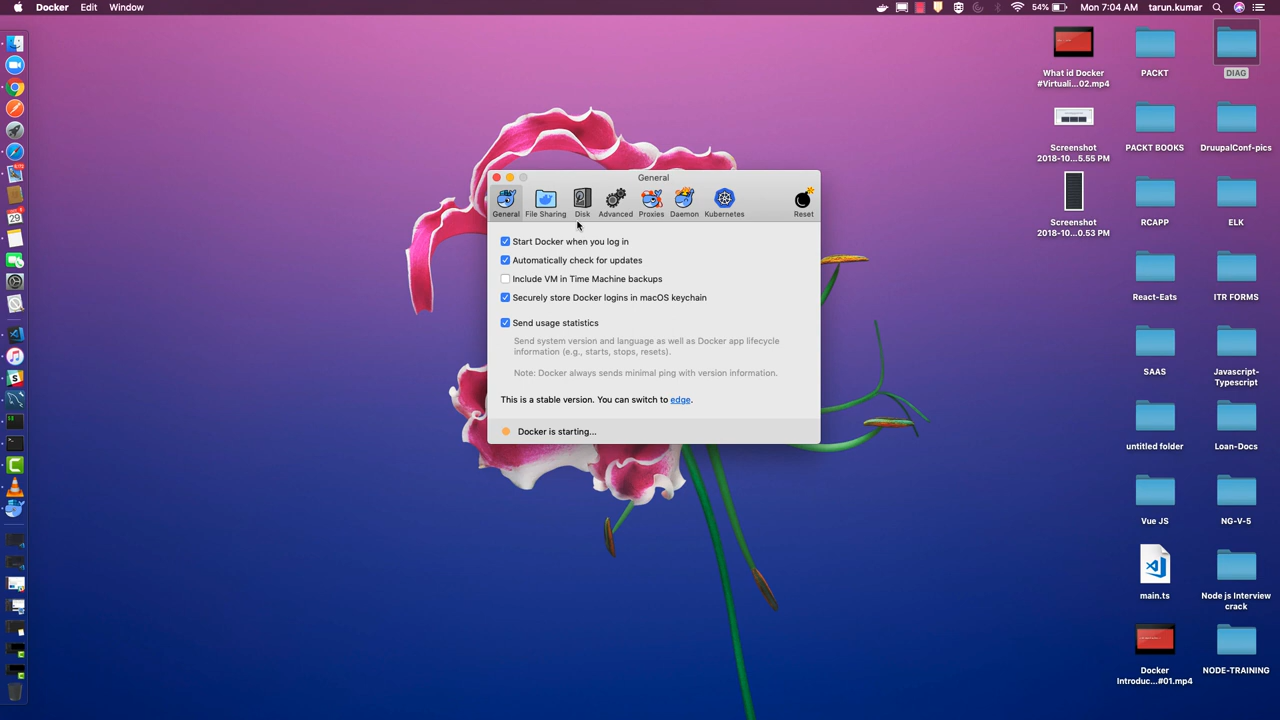 Docker Edit Window
54% Mon 7:04 AM tarun.kumar
General
General File Sharing Disk Advanced Proxies Daemon Kubernetes Reset
Start Docker when you log in
Automatically check for updates
Include VM in Time Machine backups
Securely store Docker logins in macOS keychain
Send usage statistics
Send system version and language as well as Docker app lifecycle
information (e.g., starts, stops, resets).
Note: Docker always sends minimal ping with version information.
This is a stable version. You can switch to edge.
Docker is starting...
What id Docker
#Virtuali...02.mp4
PACKT
DIAG
Screenshot
2018-10...5.55 PM
PACKT BOOKS
DruupalConf-pics
Screenshot
2018-10...0.53 PM
RCAPP
ELK
React-Eats
ITR FORMS
SAAS
Javascript-
Typescript
untitled folder
Loan-Docs
Vue JS
NG-V-5
main.ts
Node js Interview
crack
Docker
Introduc...#01.mp4
NODE-TRAINING
29